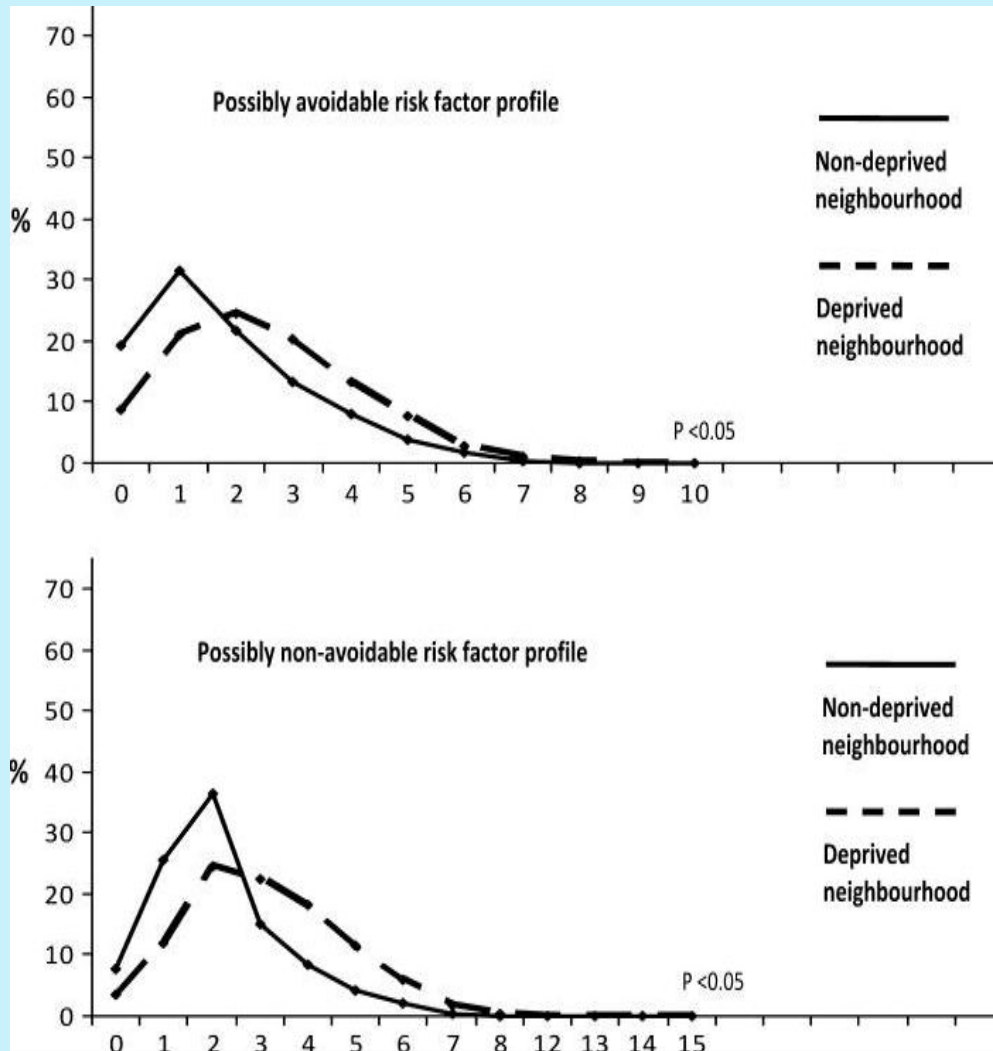 70
60
Possibly avoidable risk factor profile
50
Non-deprived
neighbourhood
%
40
30
Deprived
neighbourhood
20
10
P <0.05
0
0 1 2 3 4 5 6 7 8 9 10
70
60
Possibly non-avoidable risk factor profile
50
Non-deprived
neighbourhood
%
40
30
Deprived
neighbourhood
20
10
P <0.05
0
0 1 2 3 4 5 6 7 8 12 13 14 15